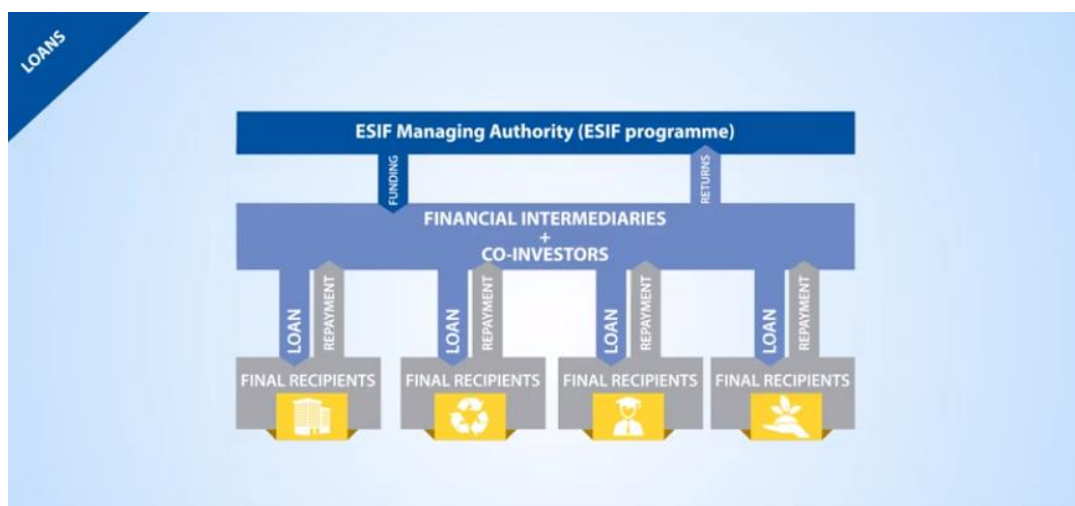 LOANS
ESIF Managing Authority (ESIF programme)
FUNDING
RETURNS
FINANCIAL INTERMEDIARIES
+
CO-INVESTORS
LOAN
REPAYMENT
LOAN
REPAYMENT
LOAN
REPAYMENT
LOAN
REPAYMENT
FINAL RECIPIENTS
FINAL RECIPIENTS
FINAL RECIPIENTS
FINAL RECIPIENTS